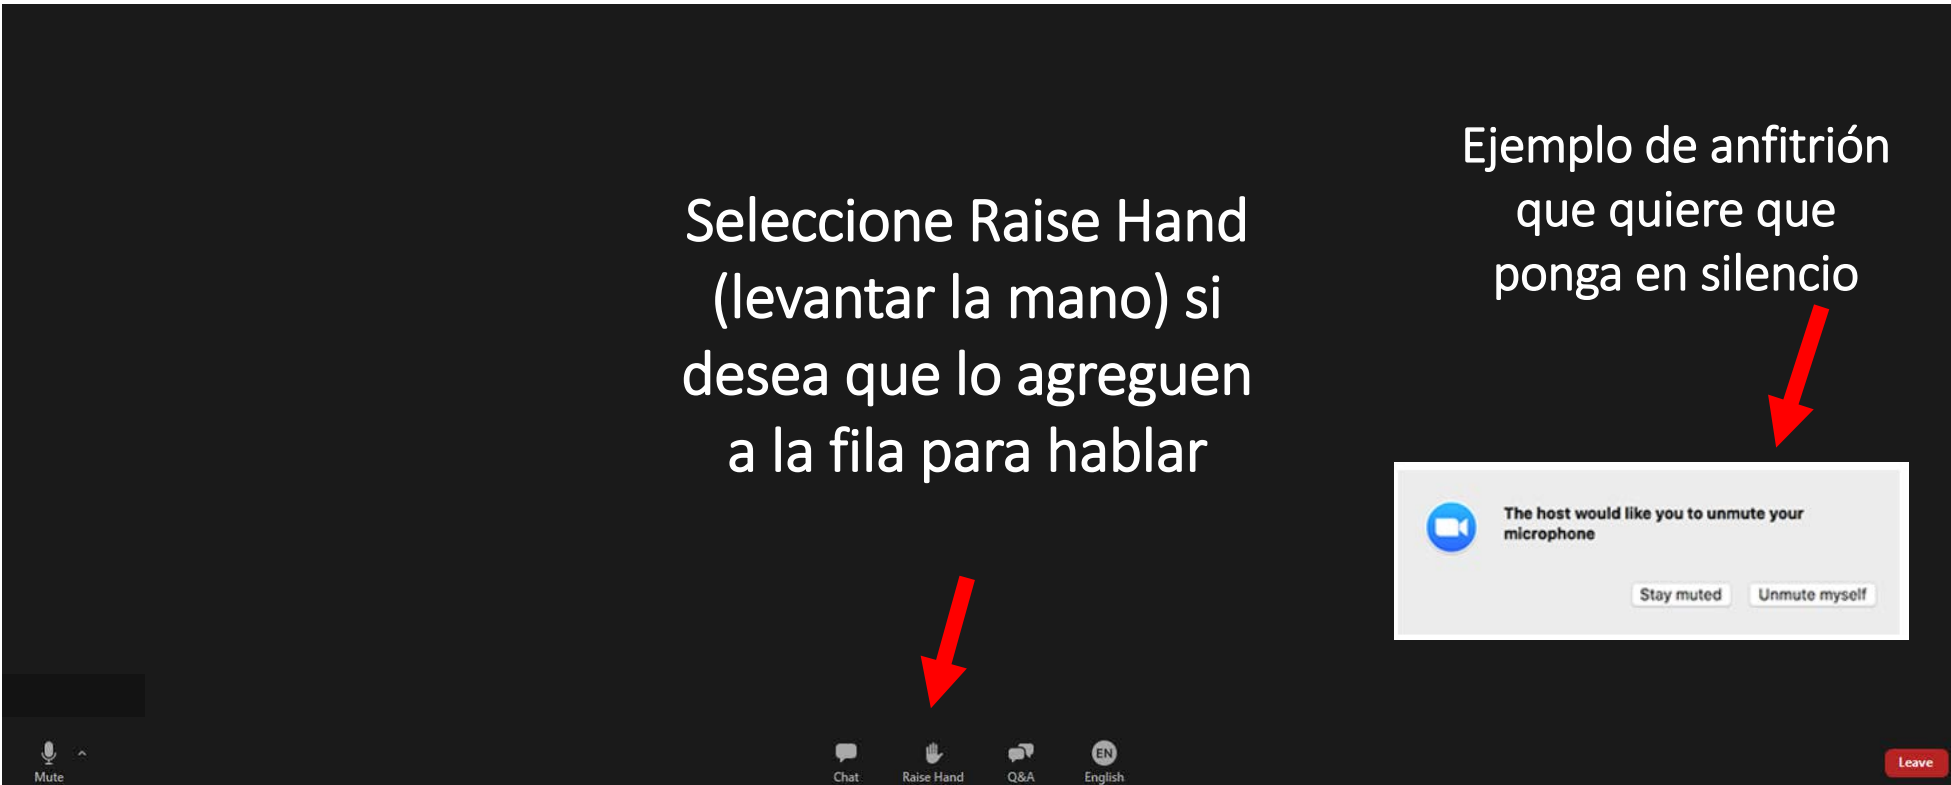 Ejemplo de anfitrión
que quiere que
ponga en silencio
Seleccione Raise Hand
(levantar la mano) si
desea que lo agreguen
a la fila para hablar
The host would like you to unmute your
microphone
Stay muted Unmute myself
Mute
Chat
Raise Hand
Q&A
EN
English
Leave